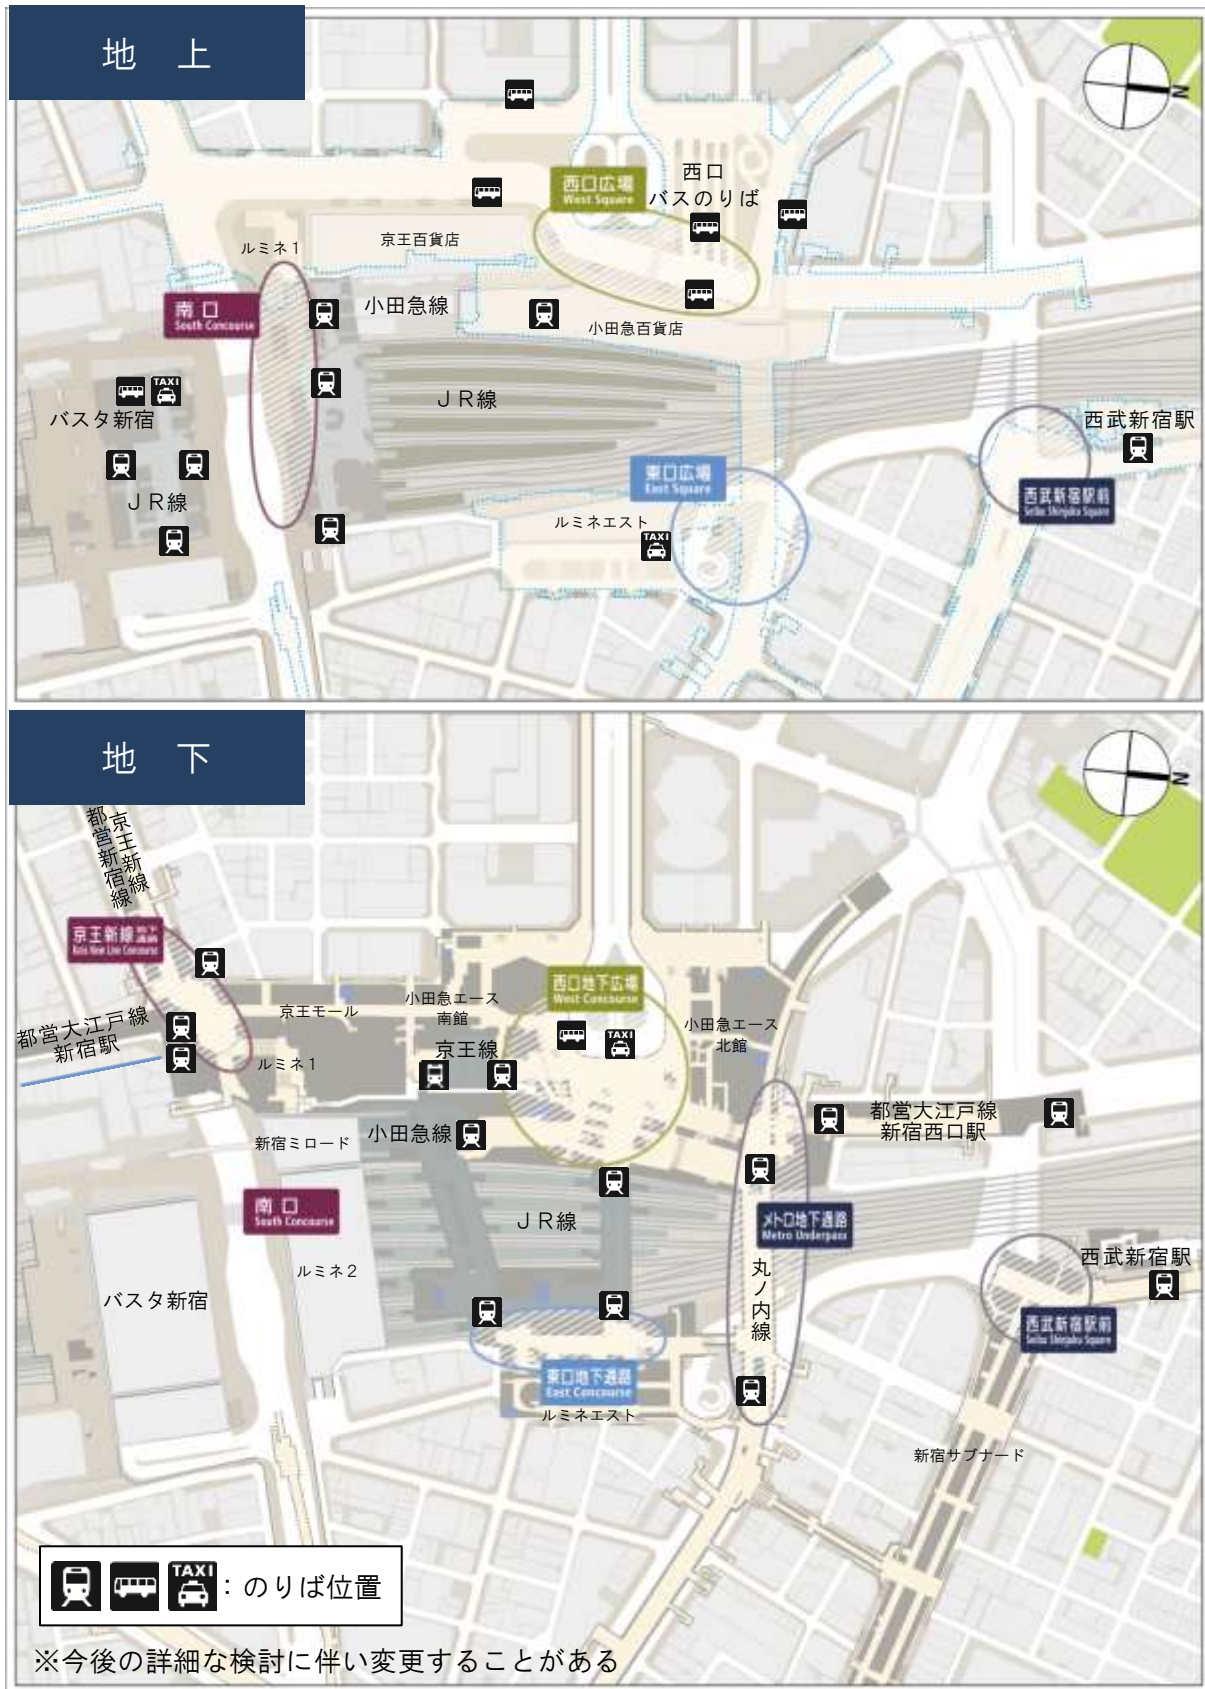 地　上
N
西口広場
West Square
西口
バスのりば
ルミネ１
京王百貨店
南口
South Concourse
小田急線
小田急百貨店
TAXI
バスタ新宿
ＪＲ線
西武新宿駅
東口広場
East Square
ＪＲ線
西武新宿駅前
Seibu Shinjuku Square
ルミネエスト
TAXI
地　下
N
京王新線
都営新宿線
京王新線地下通路
Keio New Line Concourse
西口地下広場
West Concourse
小田急エース
南館
京王モール
都営大江戸線
新宿駅
小田急エース
北館
TAXI
京王線
ルミネ１
都営大江戸線
新宿西口駅
小田急線
新宿ミロード
南口
South Concourse
ＪＲ線
メトロ地下通路
Metro Underpass
西武新宿駅
ルミネ２
丸ノ内線
バスタ新宿
西武新宿駅前
Seibu Shinjuku Square
東口地下通路
East Concourse
ルミネエスト
新宿サブナード
TAXI
：のりば位置
※今後の詳細な検討に伴い変更することがある